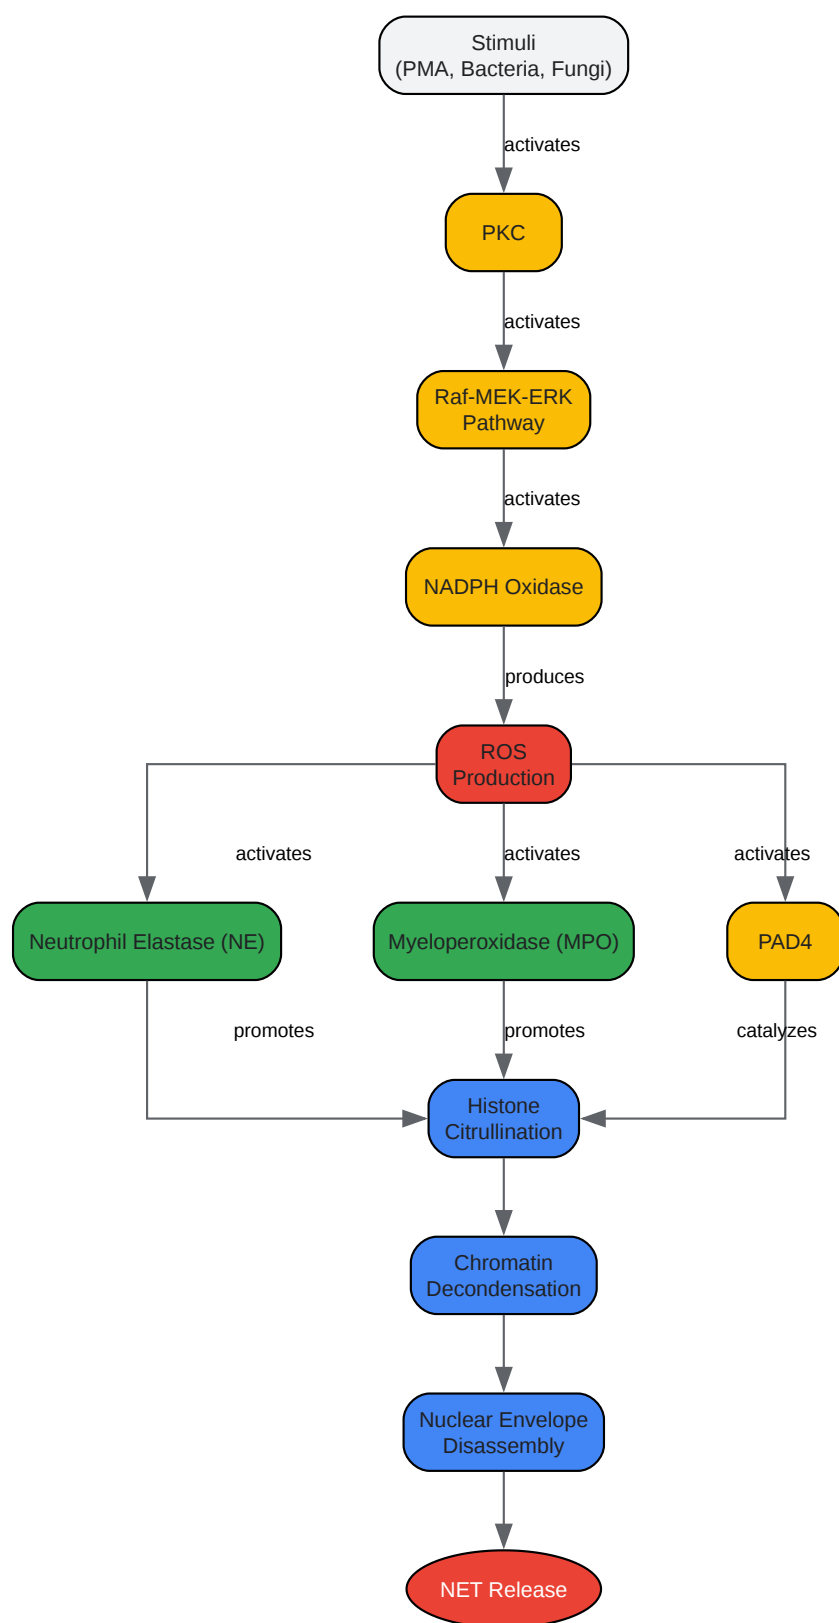 Stimuli
(PMA, Bacteria, Fungi)
activates
PKC
activates
Raf-MEK-ERK
Pathway
activates
NADPH Oxidase
produces
ROS
Production
activates
activates
activates
Neutrophil Elastase (NE)
Myeloperoxidase (MPO)
PAD4
promotes
promotes
catalyzes
Histone
Citrullination
Chromatin
Decondensation
Nuclear Envelope
Disassembly
NET Release